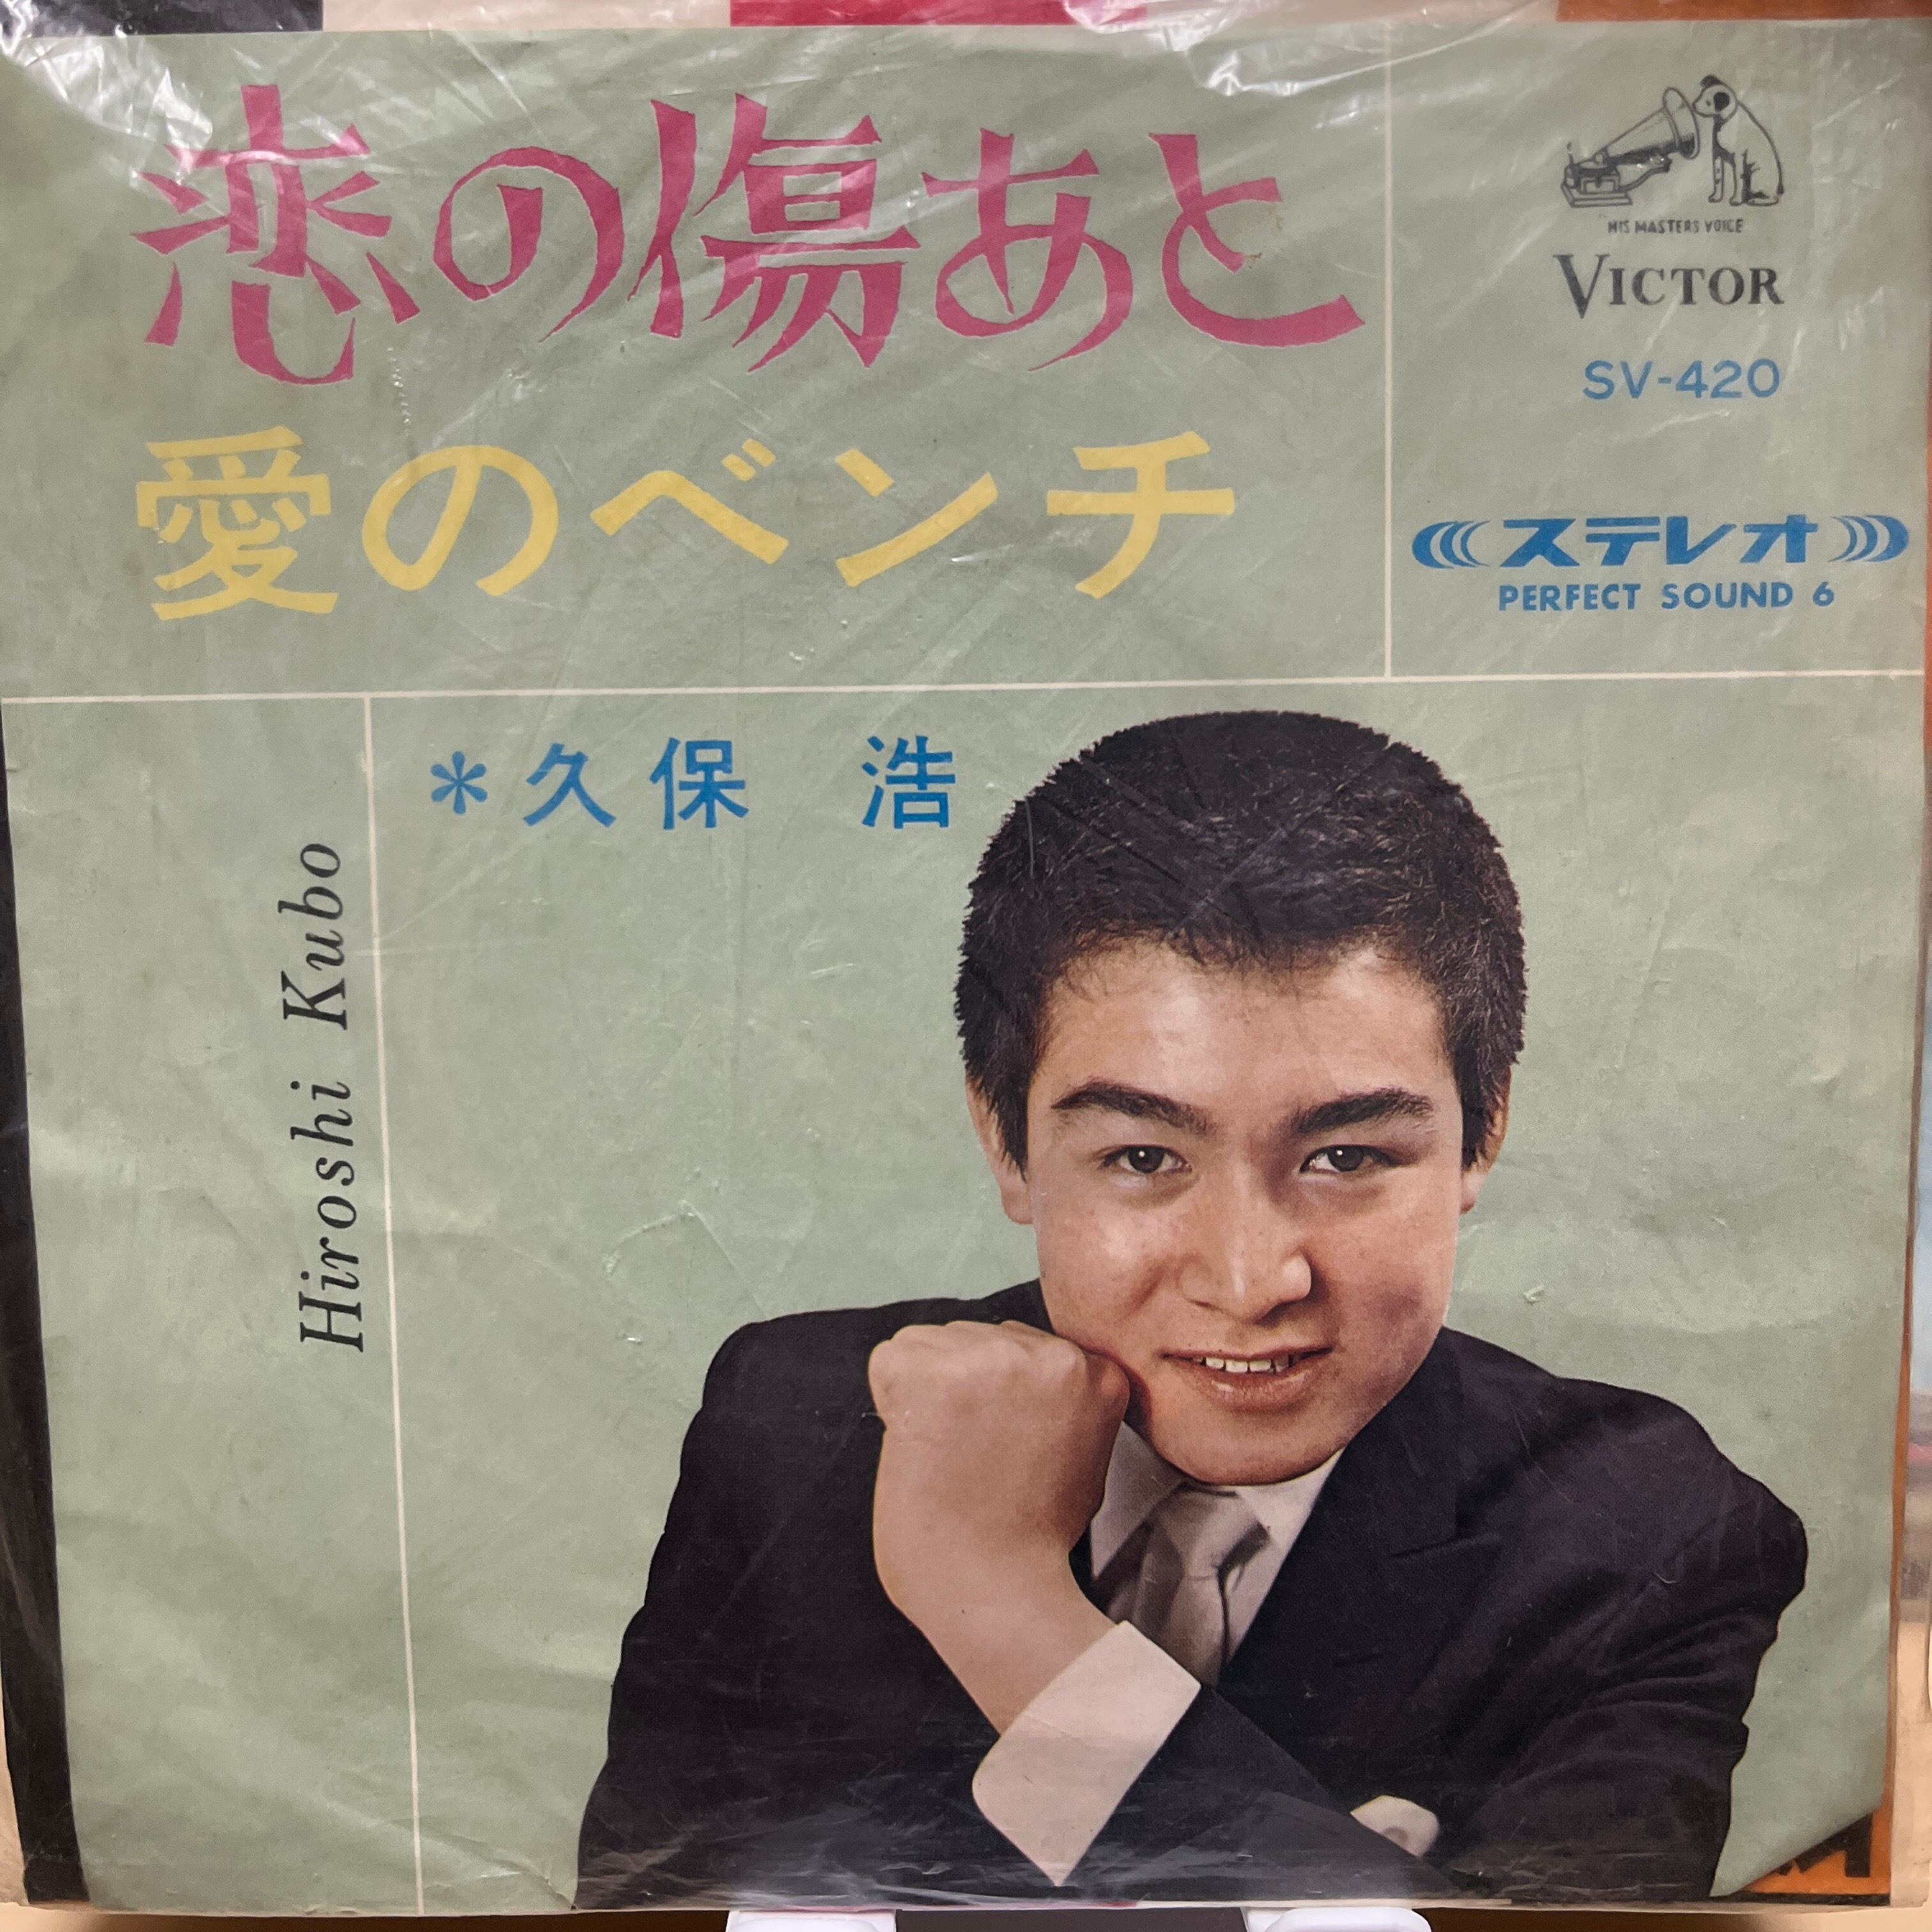 恋の傷あと
愛のベンチ
HIS MASTERS VOICE
VICTOR
SV-420
ステレオ
PERFECT SOUND 6
*久保 浩
Hiroshi Kubo